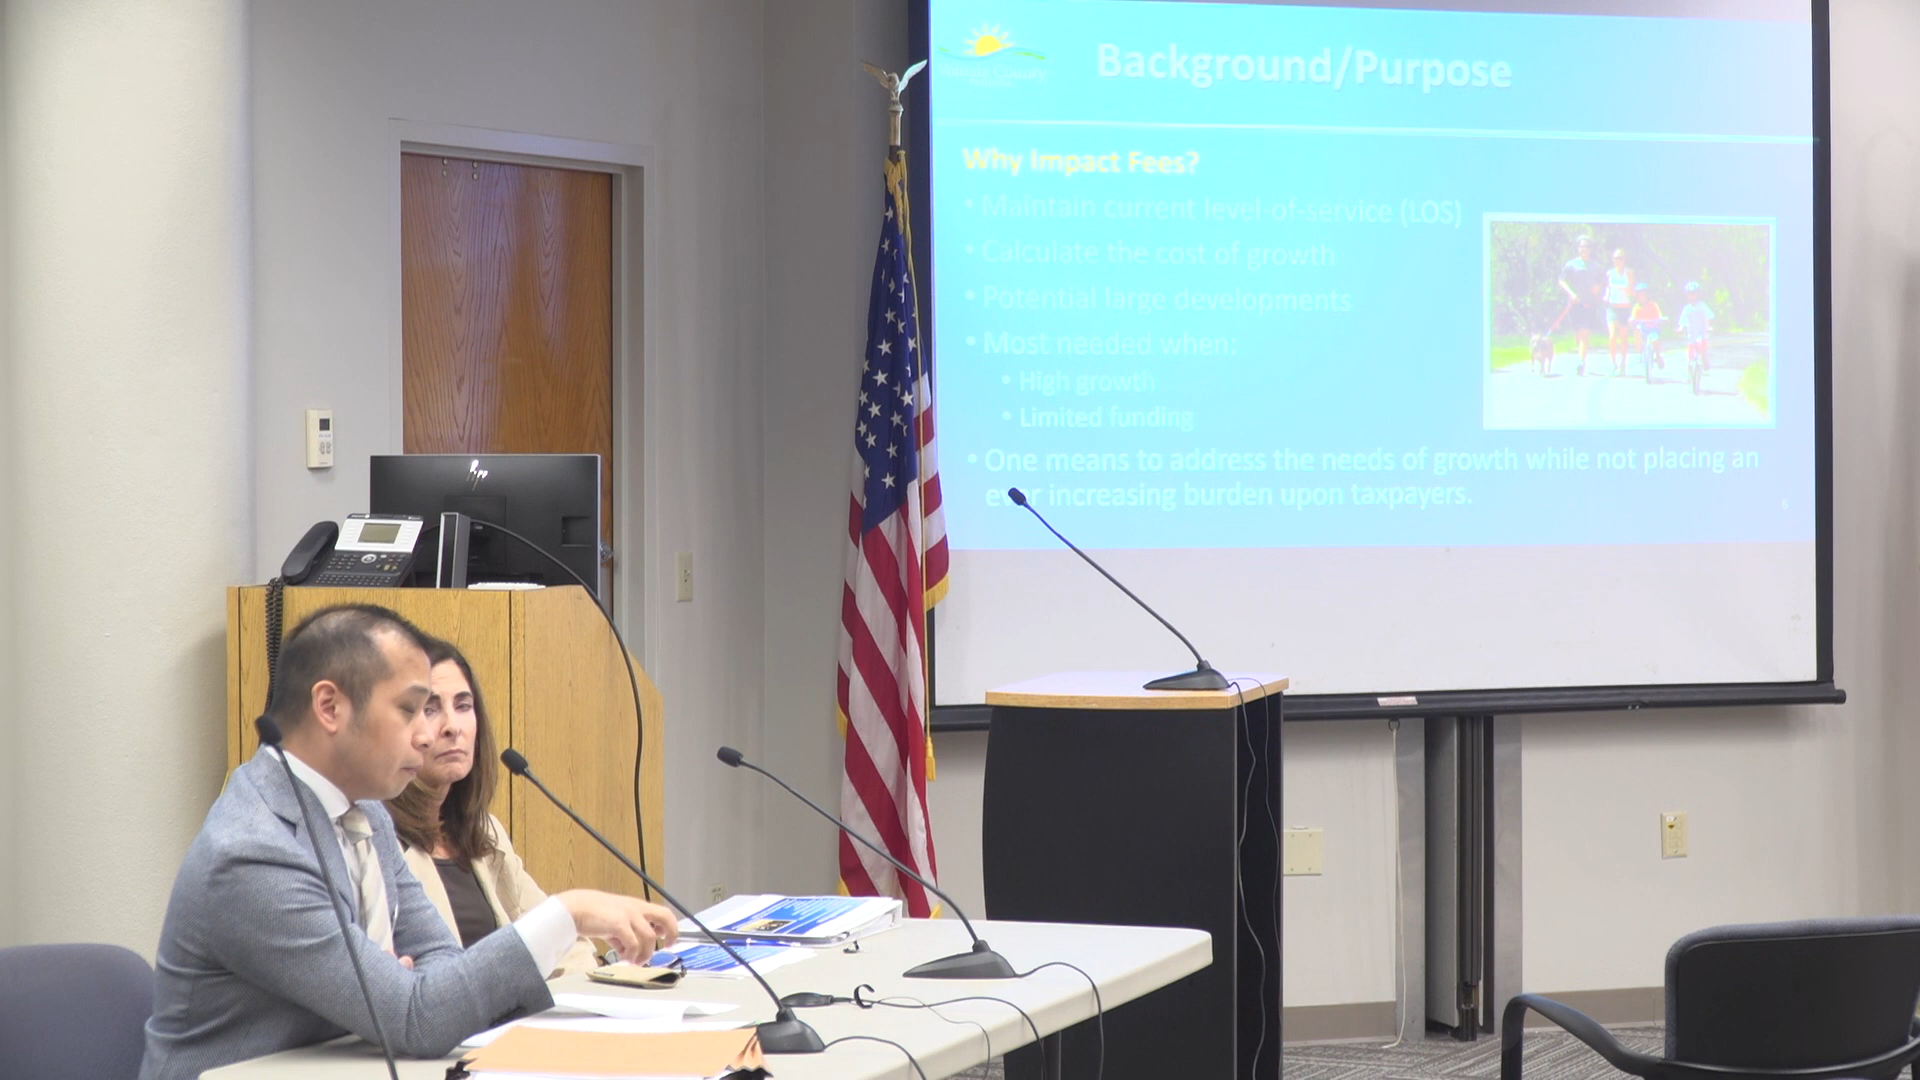 Background/Purpose
Why Impact Fees?
• Maintain current level-of-service (LOS)
• Calculate the cost of growth
• Potential large developments
• Most needed when:
• High growth
• Limited funding
• One means to address the needs of growth while not placing an
ever increasing burden upon taxpayers.
6
hp